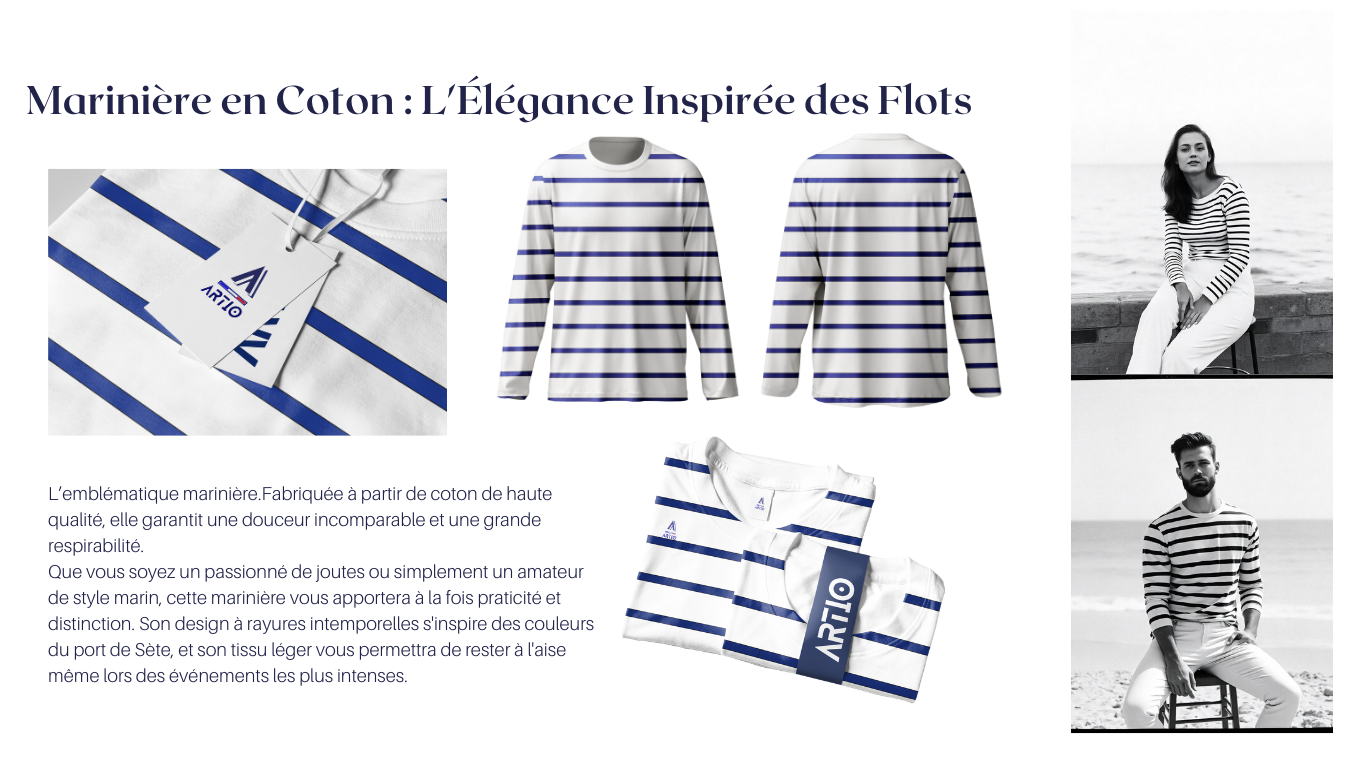 Marinière en Coton : L'Élégance Inspirée des Flots
ARTIO
L’emblématique marinière.Fabriquée à partir de coton de haute
qualité, elle garantit une douceur incomparable et une grande
respirabilité.
Que vous soyez un passionné de joutes ou simplement un amateur
de style marin, cette marinière vous apportera à la fois praticité et
distinction. Son design à rayures intemporelles s'inspire des couleurs
du port de Sète, et son tissu léger vous permettra de rester à l'aise
même lors des événements les plus intenses.
ARTIO
ARTIO